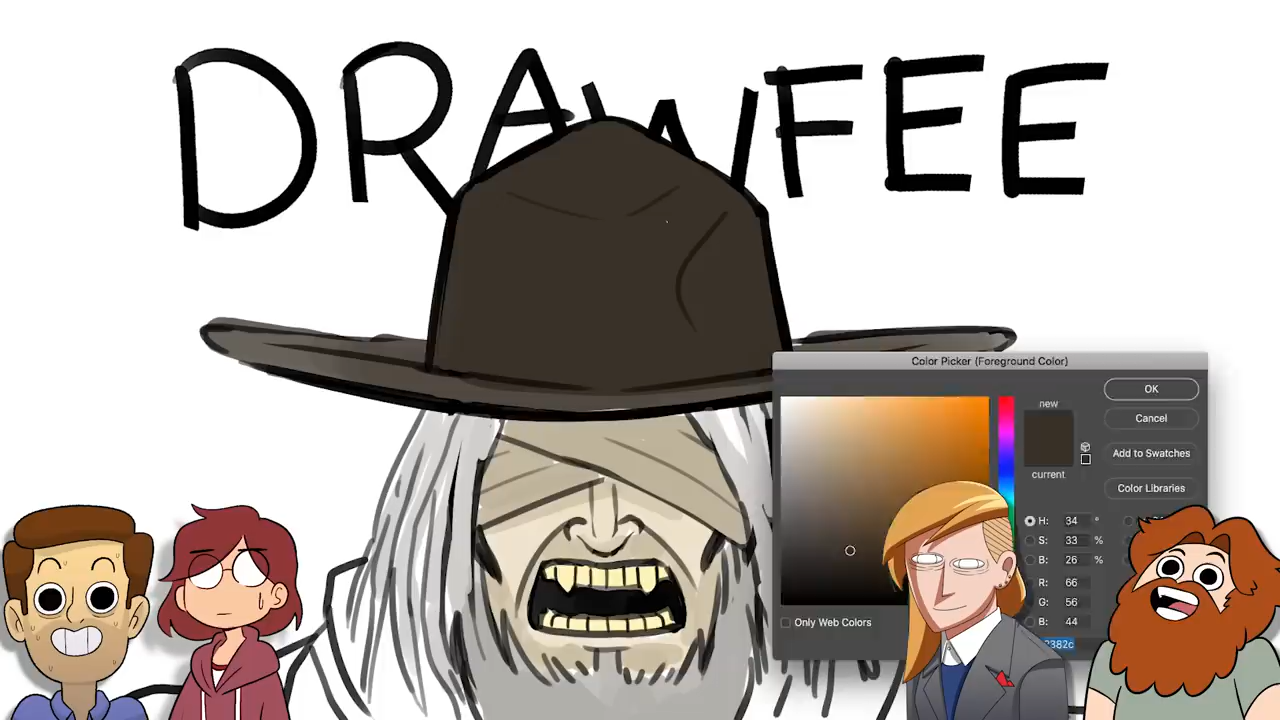 DRAWFEE
Color Picker (Foreground Color)
OK
new
Cancel
Add to Swatches
current
Color Libraries
H: 34 °
S: 33 %
B: 26 %
R: 66
G: 56
B: 44
Only Web Colors
2382c